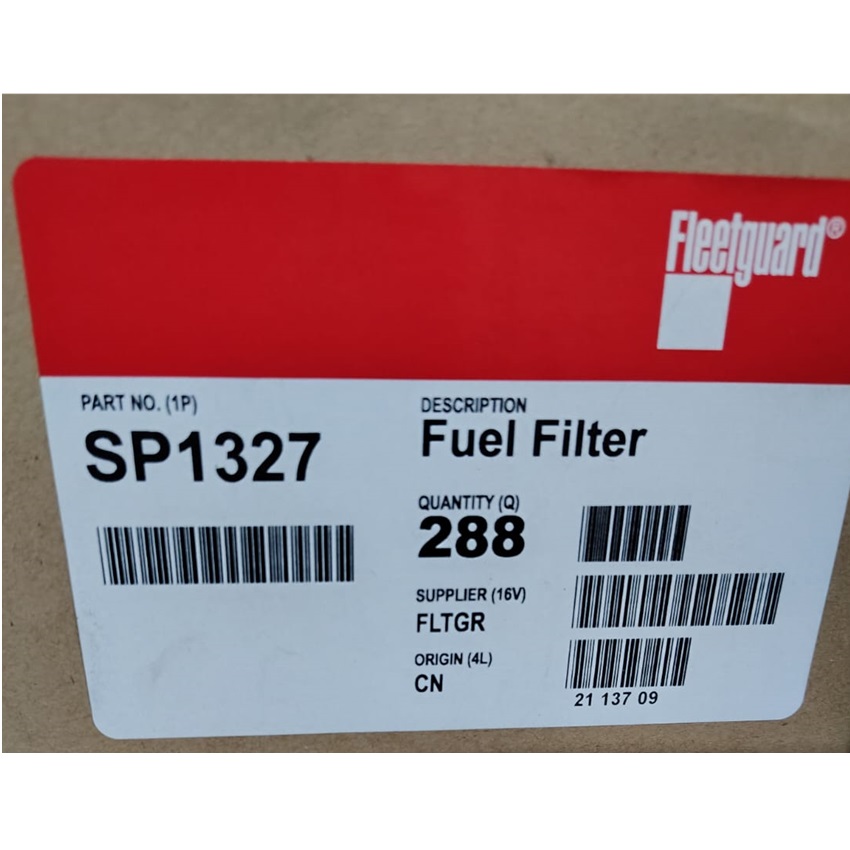 Fleetguard®
PART NO. (1P)
SP1327
DESCRIPTION
Fuel Filter
QUANTITY (Q)
288
SUPPLIER (16V)
FLTGR
ORIGIN (4L)
CN
21 137 09